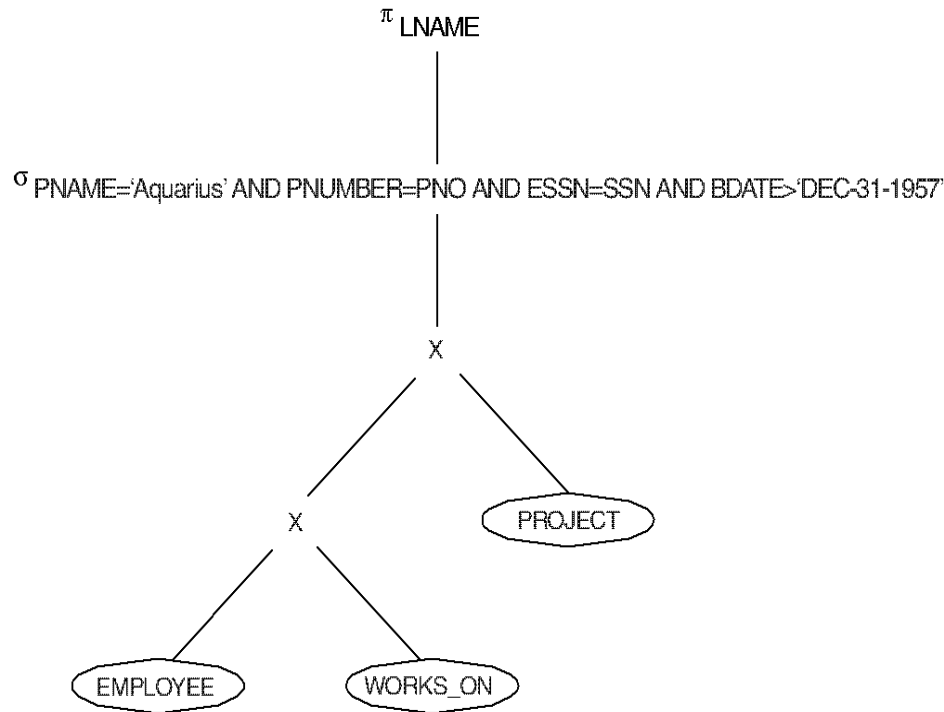 π LNAME
σ PNAME=‘Aquarius’ AND PNUMBER=PNO AND ESSN=SSN AND BDATE>‘DEC-31-1957’
X
X
PROJECT
EMPLOYEE
WORKS_ON